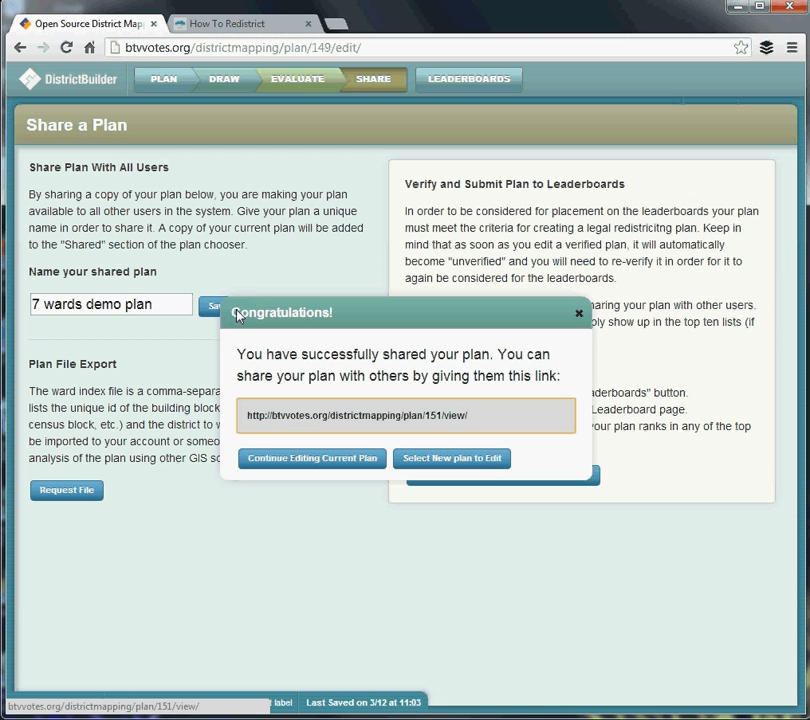 Open Source District Map
How To Redistrict
btvvotes.org/districtmapping/plan/149/edit/
DistrictBuilder
PLAN
DRAW
EVALUATE
SHARE
LEADERBOARDS
Share a Plan
Share Plan With All Users
By sharing a copy of your plan below, you are making your plan
available to all other users in the system. Give your plan a unique
name in order to share it. A copy of your current plan will be added
to the "Shared" section of the plan chooser.
Name your shared plan
7 wards demo plan
Plan File Export
The ward index file is a comma-separa
lists the unique id of the building block
census block, etc.) and the district to w
be imported to your account or someo
analysis of the plan using other GIS so
Request File
Verify and Submit Plan to Leaderboards
In order to be considered for placement on the leaderboards your plan
must meet the criteria for creating a legal redistricitng plan. Keep in
mind that as soon as you edit a verified plan, it will automatically
become "unverified" and you will need to re-verify it in order for it to
again be considered for the leaderboards.
haring your plan with other users.
ply show up in the top ten lists (if
aderboards" button.
Leaderboard page.
your plan ranks in any of the top
Congratulations!
You have successfully shared your plan. You can
share your plan with others by giving them this link:
http://btvvotes.org/districtmapping/plan/151/view/
Continue Editing Current Plan
Select New plan to Edit
btvvotes.org/districtmapping/plan/151/view/
label
Last Saved on 3/12 at 11:03